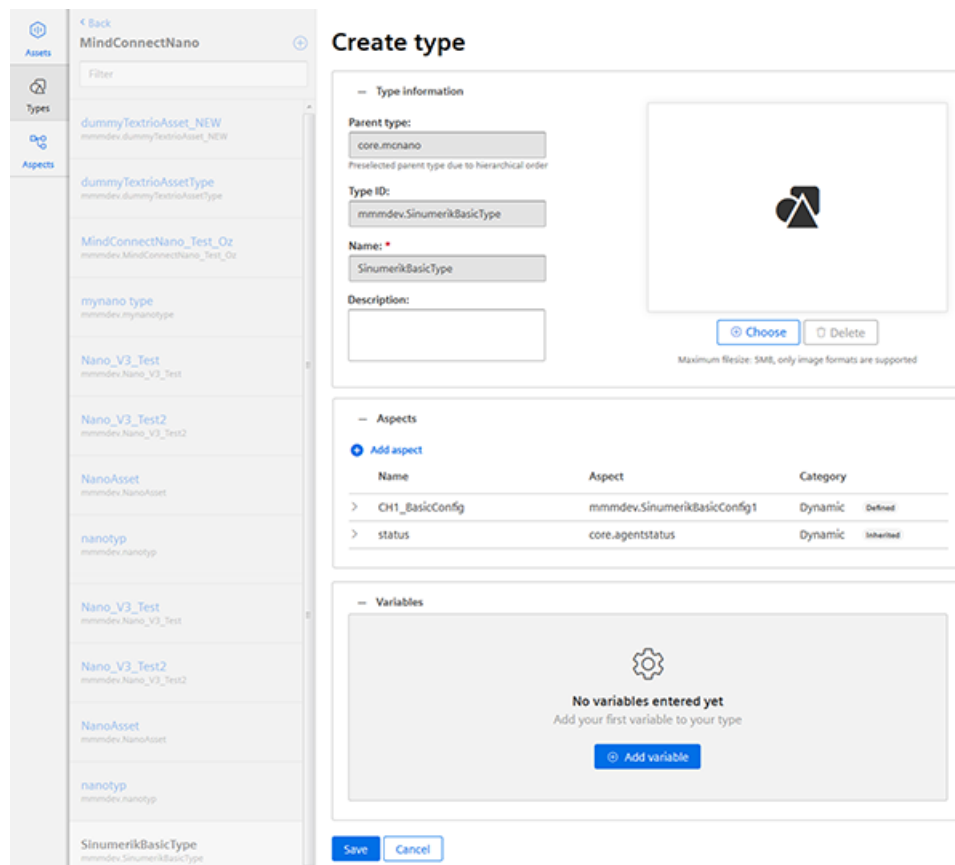 Assets
Types
Aspects
Back
MindConnectNano
Filter
dummyTextrioAsset_NEW
mmmdev.dummyTextrioAsset_NEW
dummyTextrioAssetType
mmmdev.dummyTextrioAssetType
MindConnectNano_Test_Oz
mmmdev.MindConnectNano_Test_Oz
mynano type
mmmdev.mynanotype
Nano_V3_Test
mmmdev.Nano_V3_Test
Nano_V3_Test2
mmmdev.Nano_V3_Test2
NanoAsset
mmmdev.NanoAsset
nanotyp
mmmdev.nanotyp
Nano_V3_Test
mmmdev.Nano_V3_Test
Nano_V3_Test2
mmmdev.Nano_V3_Test2
NanoAsset
mmmdev.NanoAsset
nanotyp
mmmdev.nanotyp
SinumerikBasicType
mmmdev.SinumerikBasicType
Create type
Type information
Parent type:
core.mcnano
Preselected parent type due to hierarchical order
Type ID:
mmmdev.SinumerikBasicType
Name: *
SinumerikBasicType
Description:
Choose Delete
Maximum filesize: 5MB, only image formats are supported
Aspects
Add aspect
Name Aspect Category
CH1_BasicConfig mmmdev.SinumerikBasicConfig1 Dynamic Defined
status core.agentstatus Dynamic Inherited
Variables
No variables entered yet
Add your first variable to your type
Add variable
Save Cancel